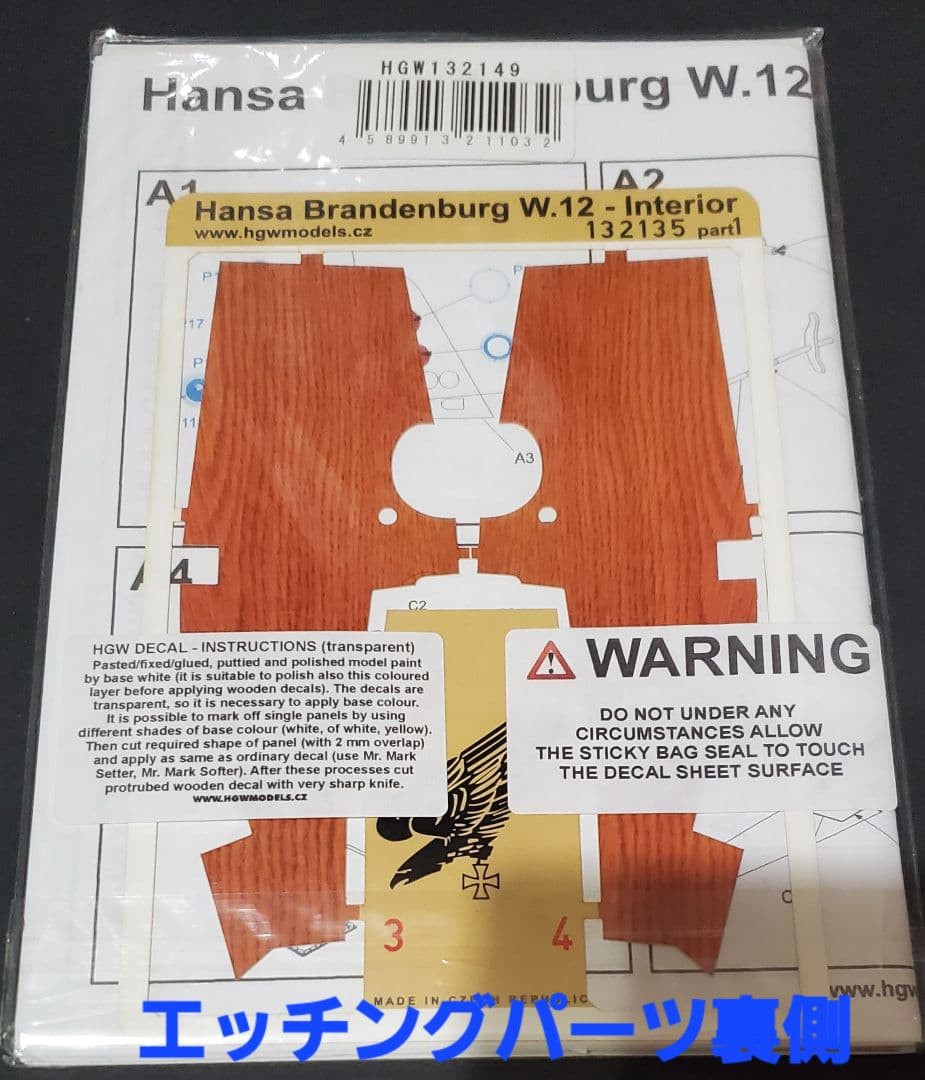 HGW132149
Hansa
burg W.12
4 589913 211032
A1
A2
Hansa Brandenburg W.12 - Interior
www.hgwmodels.cz
132135 part1
P
P
17
P
11
A3
A4
C2
HGW DECAL - INSTRUCTIONS (transparent)
Pasted/fixed/glued, puttied and polished model paint
by base white (it is suitable to polish also this coloured
layer before applying wooden decals). The decals are
transparent, so it is necessary to apply base colour.
It is possible to mark off single panels by using
different shades of base colour (white, of white, yellow).
Then cut required shape of panel (with 2 mm overlap)
and apply as same as ordinary decal (use Mr. Mark
Setter, Mr. Mark Softer). After these processes cut
protrubed wooden decal with very sharp knife.
WWW.HGWMODELS.CZ
WARNING
DO NOT UNDER ANY
CIRCUMSTANCES ALLOW
THE STICKY BAG SEAL TO TOUCH
THE DECAL SHEET SURFACE
3
4
MADE IN CZECH REPUBLIC
www.hgw
エッチングパーツ裏側